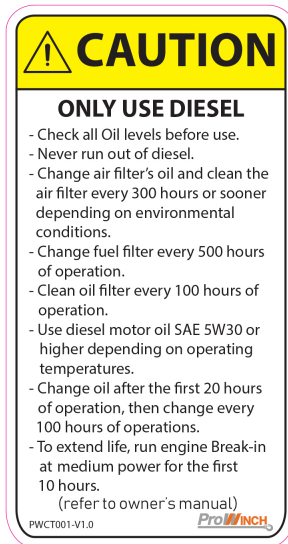 CAUTION
ONLY USE DIESEL
- Check all Oil levels before use.
- Never run out of diesel.
- Change air filter's oil and clean the
air filter every 300 hours or sooner
depending on environmental
conditions.
- Change fuel filter every 500 hours
of operation.
- Clean oil filter every 100 hours of
operation.
- Use diesel motor oil SAE 5W30 or
higher depending on operating
temperatures.
- Change oil after the first 20 hours
of operation, then change every
100 hours of operations.
- To extend life, run engine Break-in
at medium power for the first
10 hours.
(refer to owner's manual)
PWCT001-V1.0 ProWinch